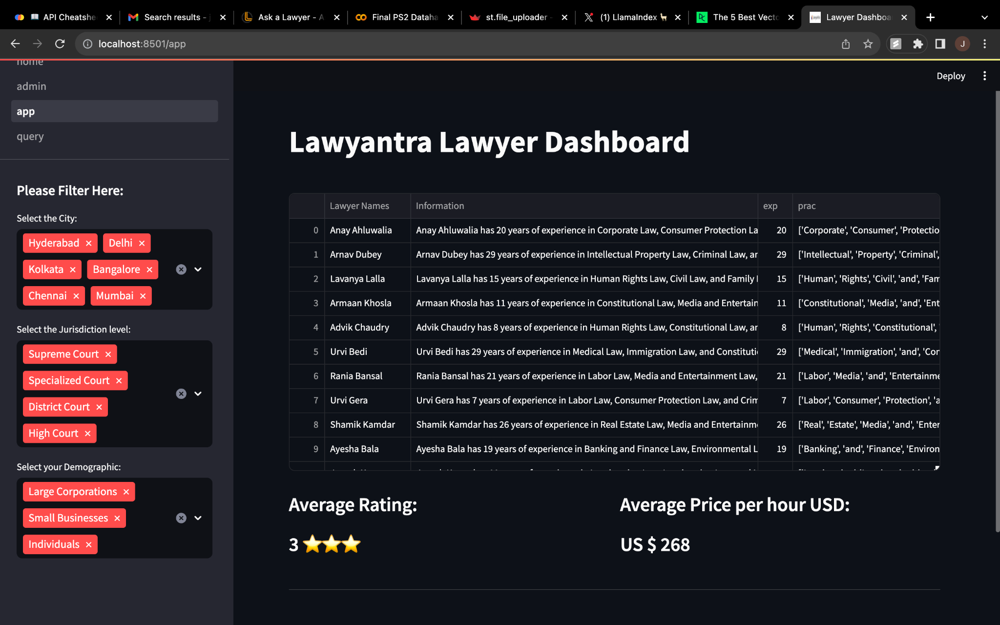 API Cheatshe
Search results -
Ask a Lawyer - A
Final PS2 Dataha
st.file_uploader -
(1) LlamaIndex
The 5 Best Vecto
Lawyer Dashboa
localhost:8501/app
J
home
admin
app
query
Deploy
Please Filter Here:
Select the City:
Hyderabad
Delhi
Kolkata
Bangalore
Chennai
Mumbai
Select the Jurisdiction level:
Supreme Court
Specialized Court
District Court
High Court
Select your Demographic:
Large Corporations
Small Businesses
Individuals
Lawyantra Lawyer Dashboard
Lawyer Names Information exp prac
0 Anay Ahluwalia Anay Ahluwalia has 20 years of experience in Corporate Law, Consumer Protection La 20 ['Corporate', 'Consumer', 'Protectio
1 Arnav Dubey Arnav Dubey has 29 years of experience in Intellectual Property Law, Criminal Law, an 29 ['Intellectual', 'Property', 'Criminal',
2 Lavanya Lalla Lavanya Lalla has 15 years of experience in Human Rights Law, Civil Law, and Family 15 ['Human', 'Rights', 'Civil', 'and', 'Fam
3 Armaan Khosla Armaan Khosla has 11 years of experience in Constitutional Law, Media and Entertain 11 ['Constitutional', 'Media', 'and', 'Ent
4 Advik Chaudry Advik Chaudry has 8 years of experience in Human Rights Law, Constitutional Law, an 8 ['Human', 'Rights', 'Constitutional',
5 Urvi Bedi Urvi Bedi has 29 years of experience in Medical Law, Immigration Law, and Constituti 29 ['Medical', 'Immigration', 'and', 'Con
6 Rania Bansal Rania Bansal has 21 years of experience in Labor Law, Media and Entertainment Law, 21 ['Labor', 'Media', 'and', 'Entertainme
7 Urvi Gera Urvi Gera has 7 years of experience in Labor Law, Consumer Protection Law, and Crim 7 ['Labor', 'Consumer', 'Protection', 'a
8 Shamik Kamdar Shamik Kamdar has 26 years of experience in Real Estate Law, Media and Entertainm 26 ['Real', 'Estate', 'Media', 'and', 'Enter
9 Ayesha Bala Ayesha Bala has 19 years of experience in Banking and Finance Law, Environmental L 19 ['Banking', 'and', 'Finance', 'Environ
Average Rating:
3 ⭐⭐⭐
Average Price per hour USD:
US $ 268